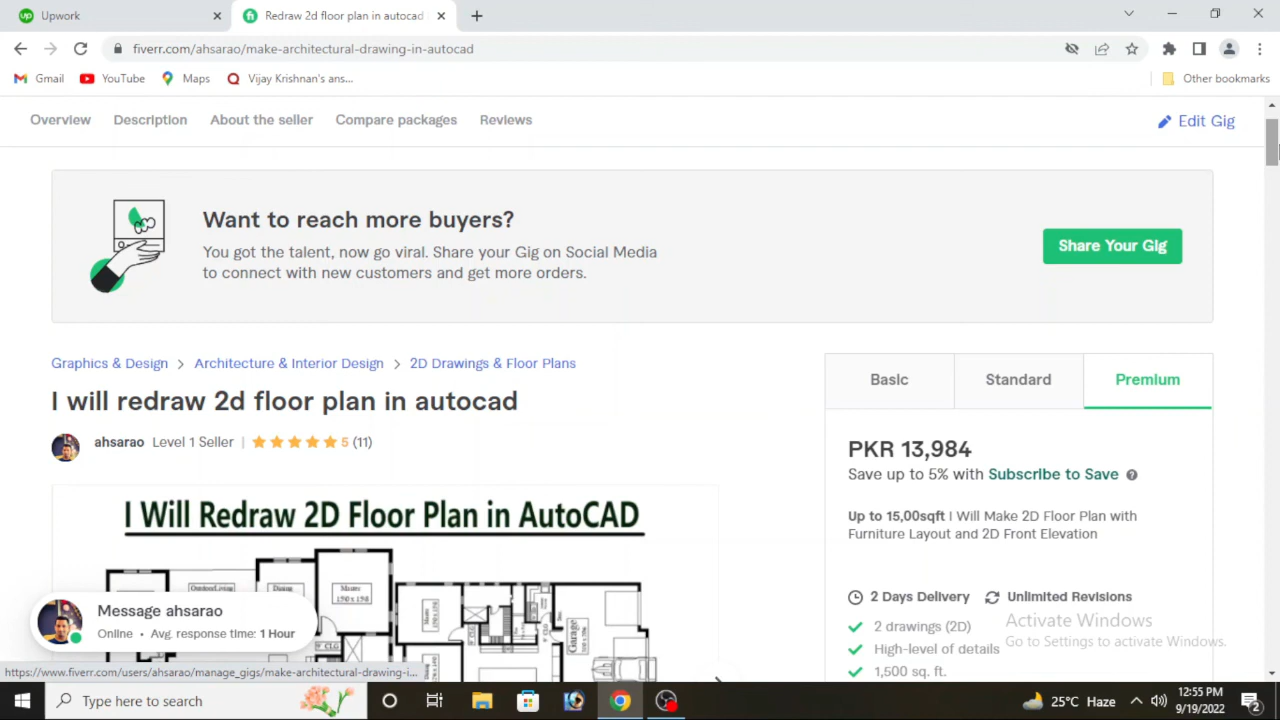 Upwork
Redraw 2d floor plan in autocad
fiverr.com/ahsarao/make-architectural-drawing-in-autocad
Gmail YouTube Maps Vijay Krishnan's ans... Other bookmarks
Overview Description About the seller Compare packages Reviews Edit Gig
Want to reach more buyers?
You got the talent, now go viral. Share your Gig on Social Media
to connect with new customers and get more orders.
Share Your Gig
Graphics & Design > Architecture & Interior Design > 2D Drawings & Floor Plans
I will redraw 2d floor plan in autocad
ahsarao Level 1 Seller | 5 (11)
I Will Redraw 2D Floor Plan in AutoCAD
Outdoor Living
Dining
Master
Garage
Message ahsarao
Online • Avg. response time: 1 Hour
Basic Standard Premium
PKR 13,984
Save up to 5% with Subscribe to Save ?
Up to 15,00sqft I Will Make 2D Floor Plan with
Furniture Layout and 2D Front Elevation
2 Days Delivery Unlimited Revisions
2 drawings (2D)
High-level of details
1,500 sq. ft.
Activate Windows
Go to Settings to activate Windows.
https://www.fiverr.com/users/ahsarao/manage_gigs/make-architectural-drawing-i...
Type here to search
25°C Haze
12:55 PM
9/19/2022
2